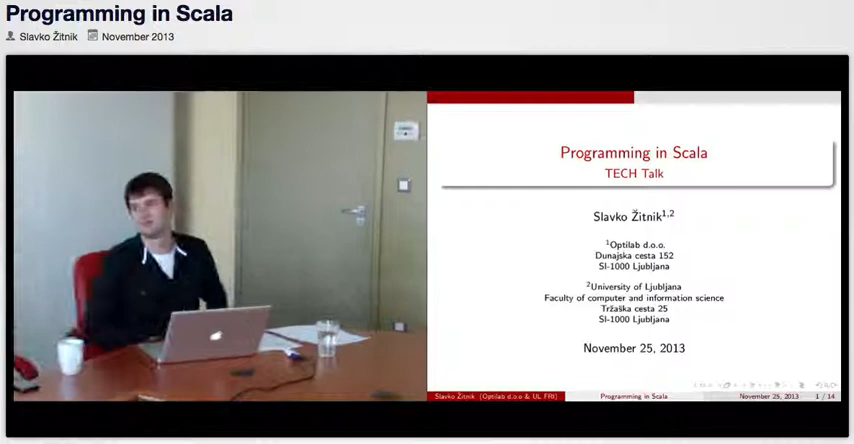 Programming in Scala
Slavko Žitnik November 2013
Programming in Scala
TECH Talk
Slavko Žitnik1,2
1Optilab d.o.o.
Dunajska cesta 152
SI-1000 Ljubljana
2University of Ljubljana
Faculty of computer and information science
Tržaška cesta 25
SI-1000 Ljubljana
November 25, 2013
Slavko Žitnik (Optilab d.o.o & UL FRI) Programming in Scala November 25, 2013 1 / 14